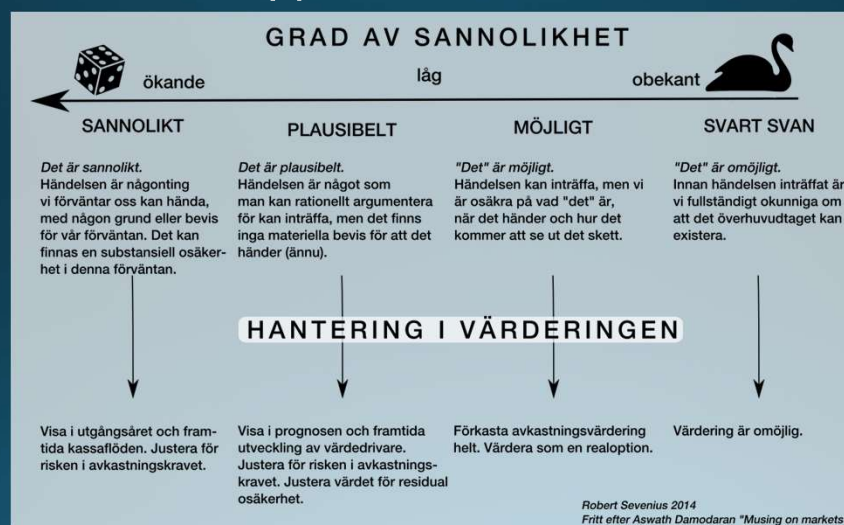 GRAD AV SANNOLIKHET
ökande
låg
obekant
SANNOLIKT
PLAUSIBELT
MÖJLIGT
SVART SVAN
Det är sannolikt.
Händelsen är någonting
vi förväntar oss kan hända,
med någon grund eller bevis
för vår förväntan. Det kan
finnas en substansiell osäker-
het i denna förväntan.
Det är plausibelt.
Händelsen är något som
man kan rationellt argumentera
för kan inträffa, men det finns
inga materiella bevis för att det
händer (ännu).
"Det" är möjligt.
Händelsen kan inträffa, men vi
är osäkra på vad "det" är,
när det händer och hur det
kommer att se ut det skett.
"Det" är omöjligt.
Innan händelsen inträffat är
vi fullständigt okunniga om
att det överhuvudtaget kan
existera.
HANTERING I VÄRDERINGEN
Visa i utgångsåret och fram-
tida kassaflöden. Justera för
risken i avkastningskravet.
Visa i prognosen och framtida
utveckling av värdedrivare.
Justera för risken i avkastnings-
kravet. Justera värdet för residual
osäkerhet.
Förkasta avkastningsvärdering
helt. Värdera som en realoption.
Värdering är omöjlig.
Robert Sevenius 2014
Fritt efter Aswath Damodaran "Musing on markets